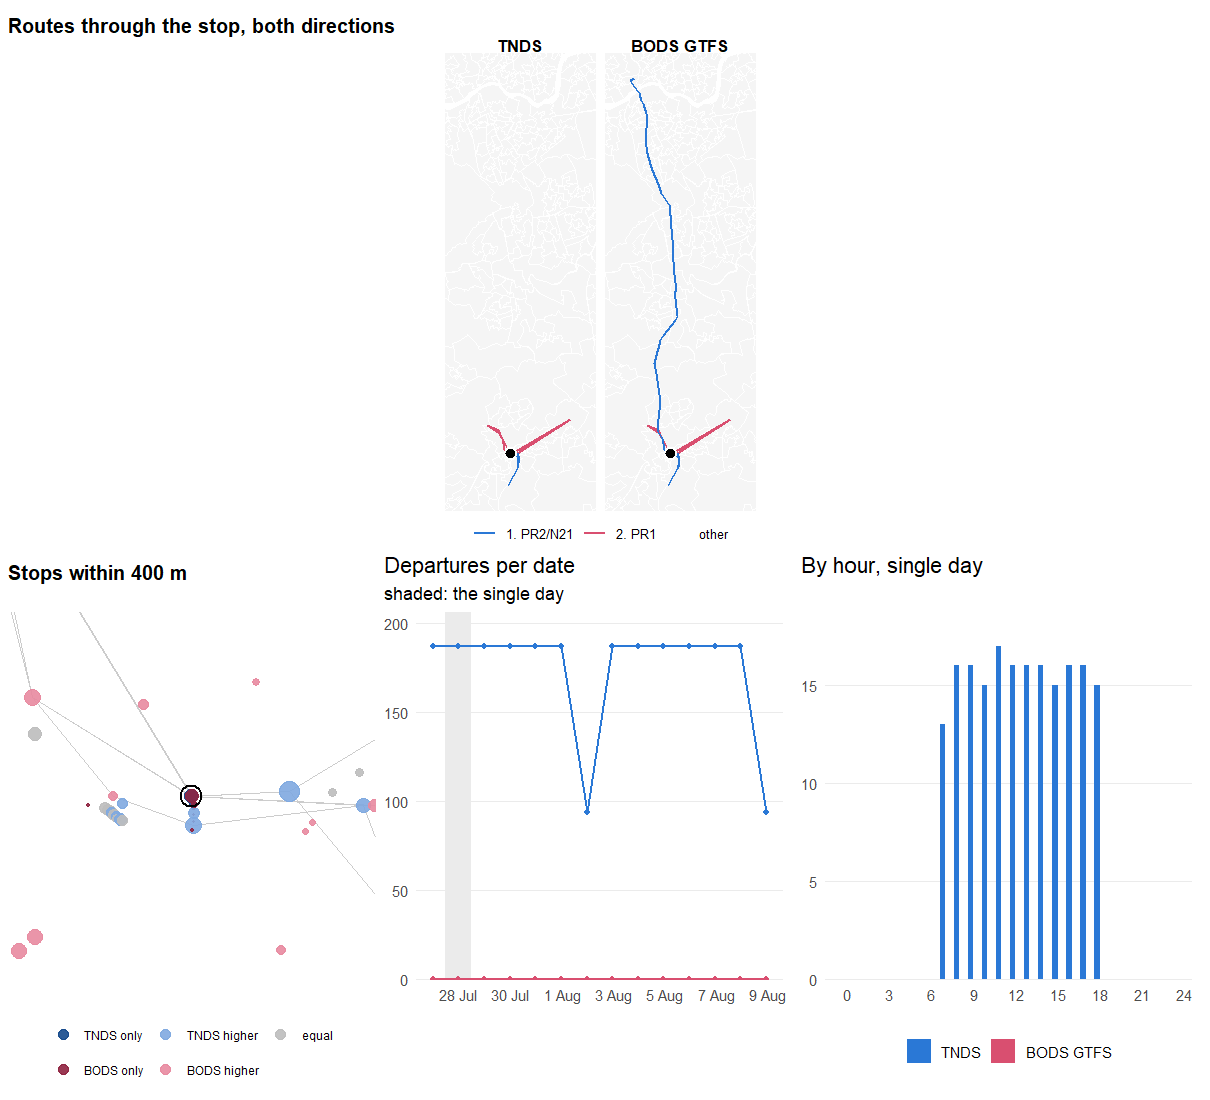 Routes through the stop, both directions
TNDS
BODS GTFS
1. PR2/N21
2. PR1
other
Stops within 400 m
TNDS only
TNDS higher
equal
BODS only
BODS higher
Departures per date
shaded: the single day
200
150
100
50
0
28 Jul
30 Jul
1 Aug
3 Aug
5 Aug
7 Aug
9 Aug
By hour, single day
15
10
5
0
0
3
6
9
12
15
18
21
24
TNDS
BODS GTFS